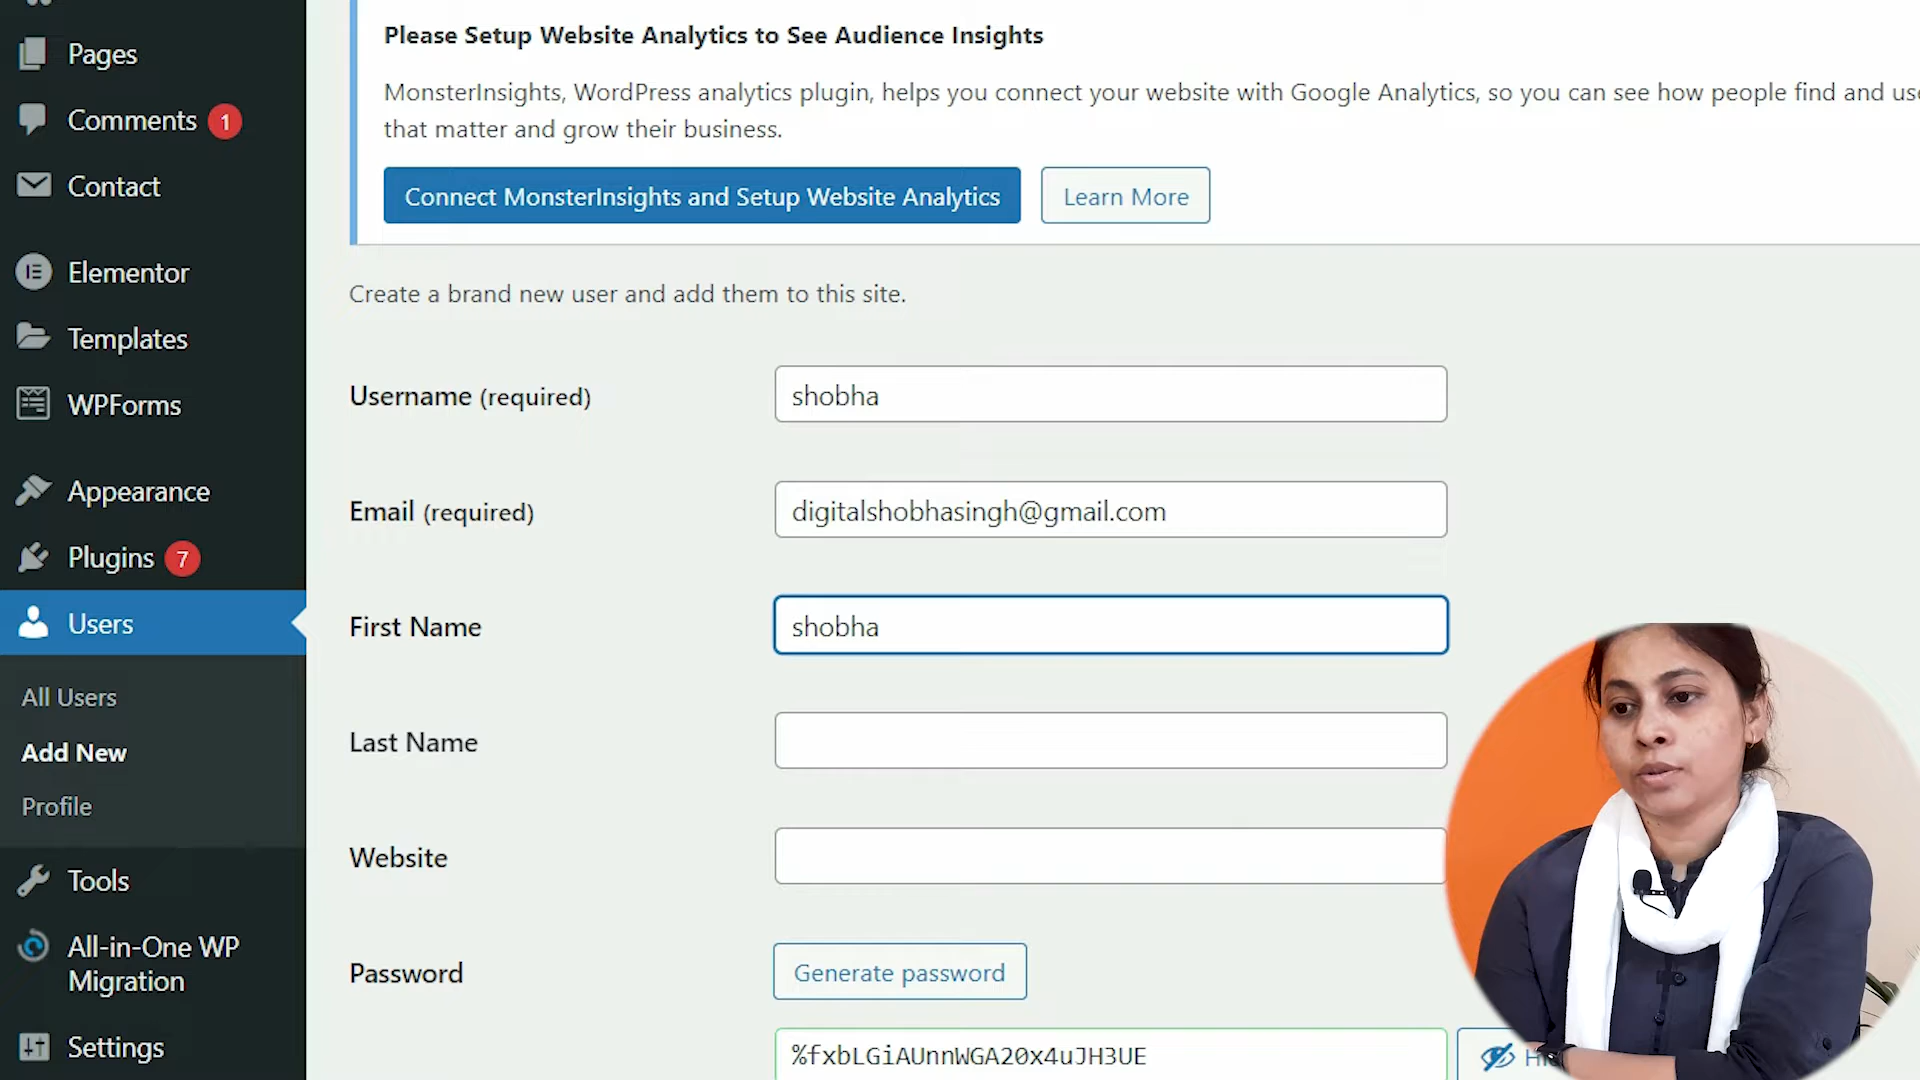 Pages
Comments 1
Contact
Elementor
Templates
WPForms
Appearance
Plugins 7
Users
All Users
Add New
Profile
Tools
All-in-One WP
Migration
Settings
Please Setup Website Analytics to See Audience Insights
MonsterInsights, WordPress analytics plugin, helps you connect your website with Google Analytics, so you can see how people find and
that matter and grow their business.
Connect MonsterInsights and Setup Website Analytics
Learn More
Create a brand new user and add them to this site.
Username (required)
shobha
Email (required)
digitalshobhasingh@gmail.com
First Name
shobha
Last Name
Website
Password
Generate password
%fxbLGiAUnnWGA20x4uJH3UE